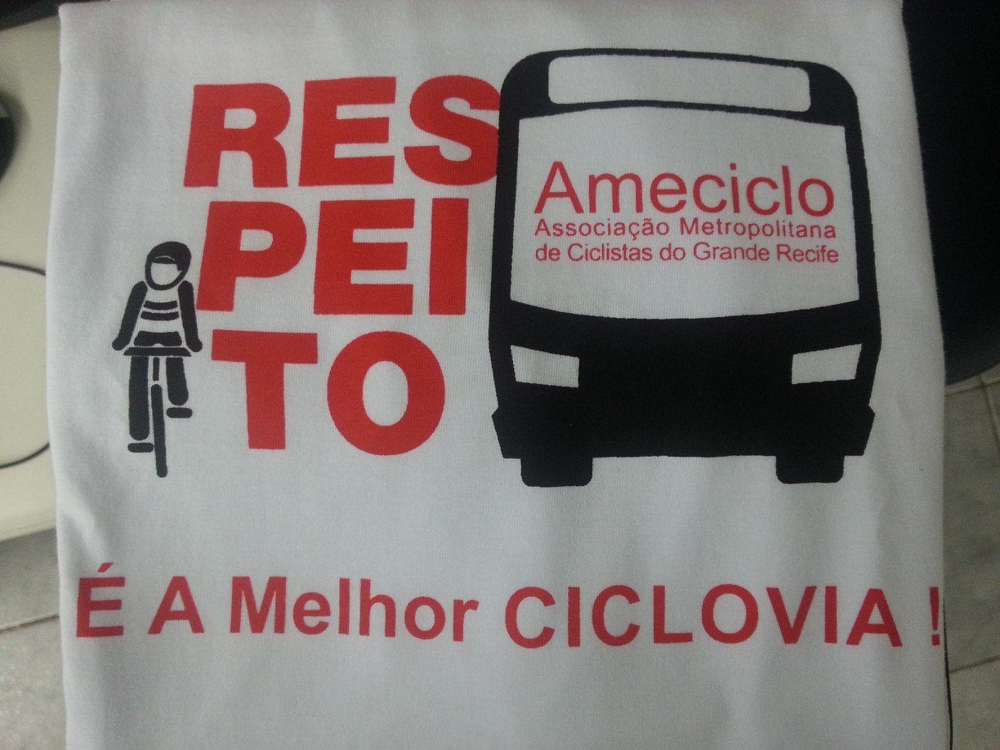 RES
PEI
TO
Ameciclo
Associação Metropolitana
de Ciclistas do Grande Recife
É A Melhor CICLOVIA !